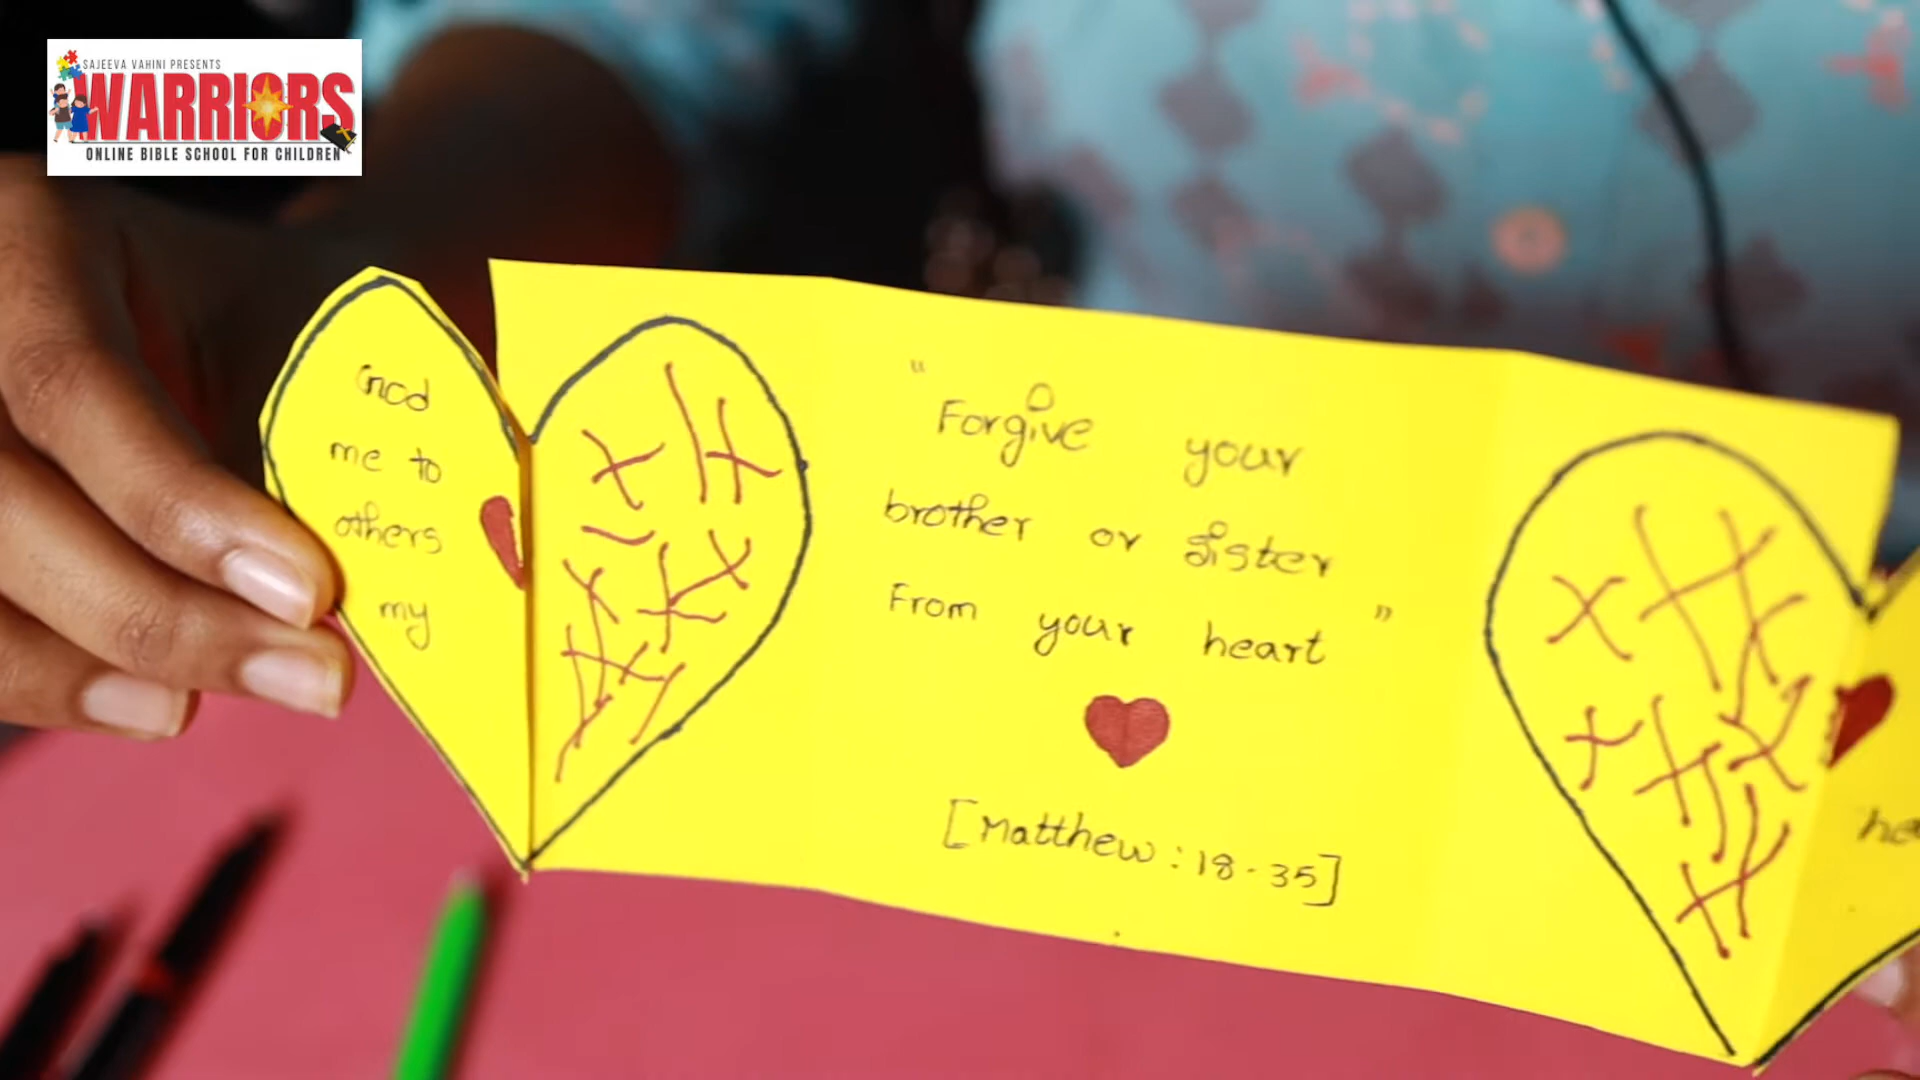 SAJEEVA VAHINI PRESENTS
WARRIORS
ONLINE BIBLE SCHOOL FOR CHILDREN
God
me to
others
my
"Forgive your
brother or sister
From your heart"
[Matthew : 18 - 35]